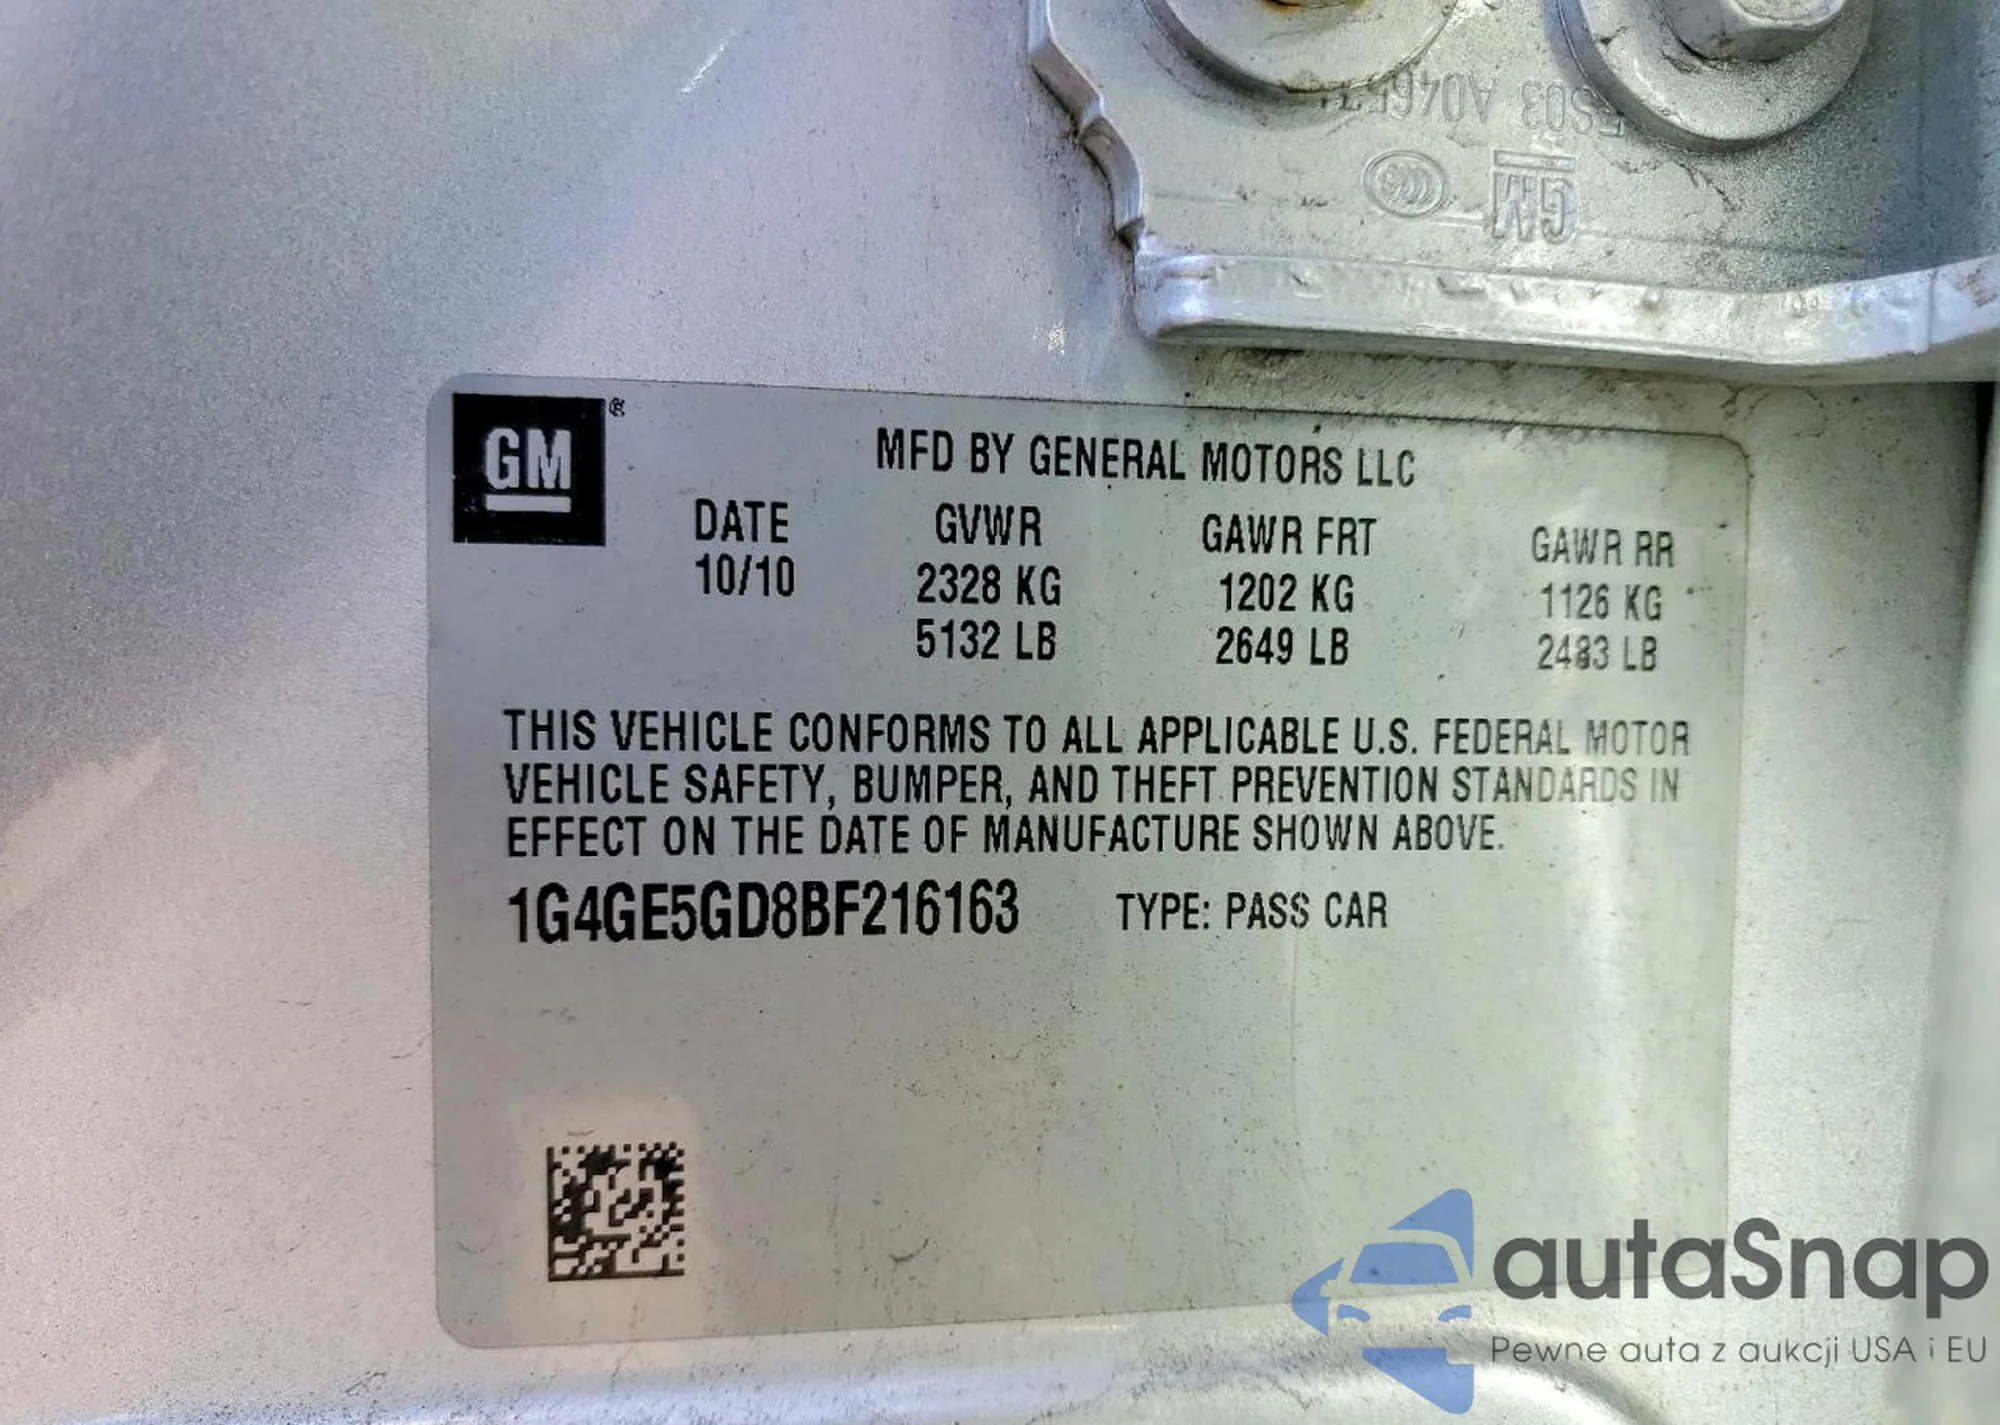 5S03 A046
GM
GM®
MFD BY GENERAL MOTORS LLC
DATE GVWR GAWR FRT GAWR RR
10/10 2328 KG 1202 KG 1126 KG
5132 LB 2649 LB 2483 LB
THIS VEHICLE CONFORMS TO ALL APPLICABLE U.S. FEDERAL MOTOR
VEHICLE SAFETY, BUMPER, AND THEFT PREVENTION STANDARDS IN
EFFECT ON THE DATE OF MANUFACTURE SHOWN ABOVE.
1G4GE5GD8BF216163 TYPE: PASS CAR
autaSnap
Pewne auta z aukcji USA i EU